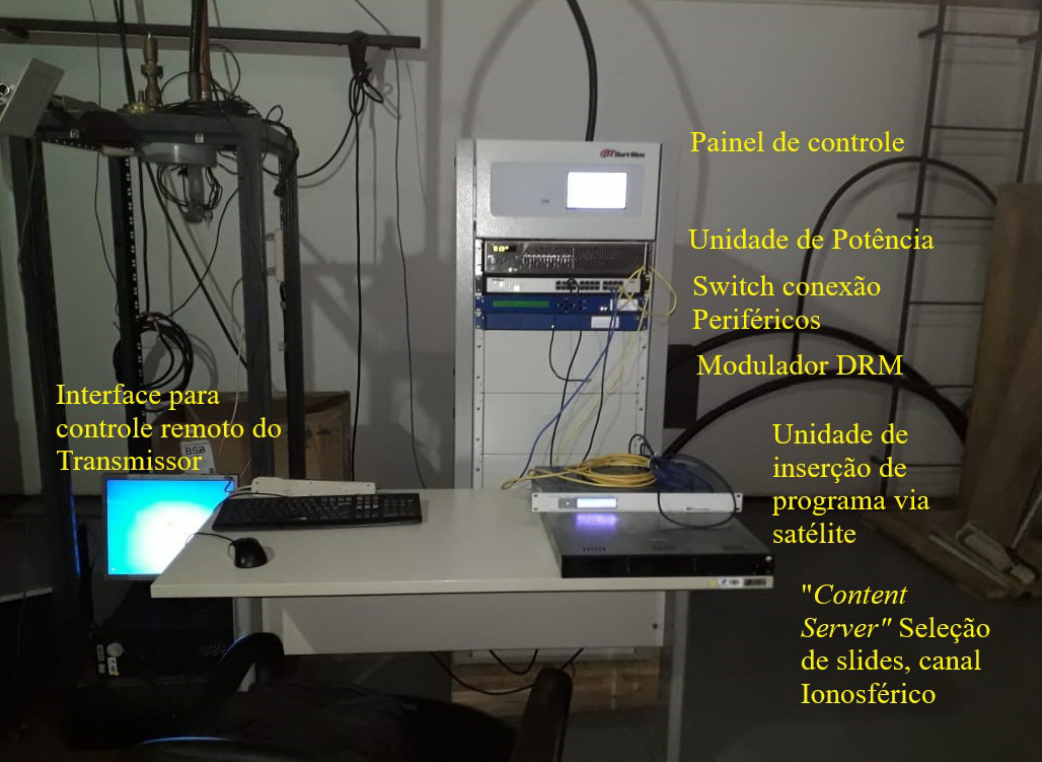 Painel de controle
Unidade de Potência
Switch conexão
Periféricos
Modulador DRM
Interface para
controle remoto do
Transmissor
BSB
Unidade de
inserção de
programa via
satélite
"Content
Server" Seleção
de slides, canal
Ionosférico